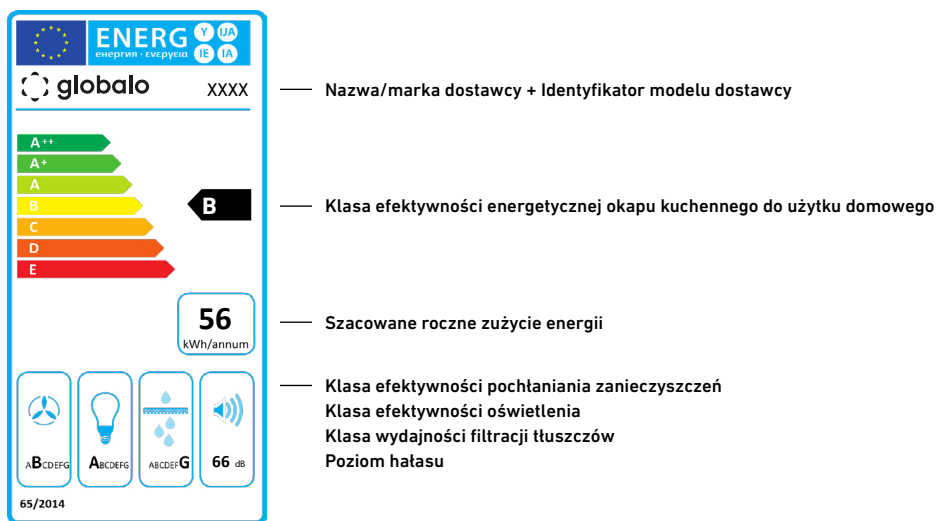 ENERG Y IJA
енергия · ενεργεια IE IA
globalo XXXX
Nazwa/marka dostawcy + Identyfikator modelu dostawcy
A++
A+
A
B
B
Klasa efektywności energetycznej okapu kuchennego do użytku domowego
C
D
E
56
kWh/annum
Szacowane roczne zużycie energii
Klasa efektywności pochłaniania zanieczyszczeń
Klasa efektywności oświetlenia
Klasa wydajności filtracji tłuszczów
Poziom hałasu
ABCDEFG
ABCDEFG
ABCDEFG
66 dB
65/2014